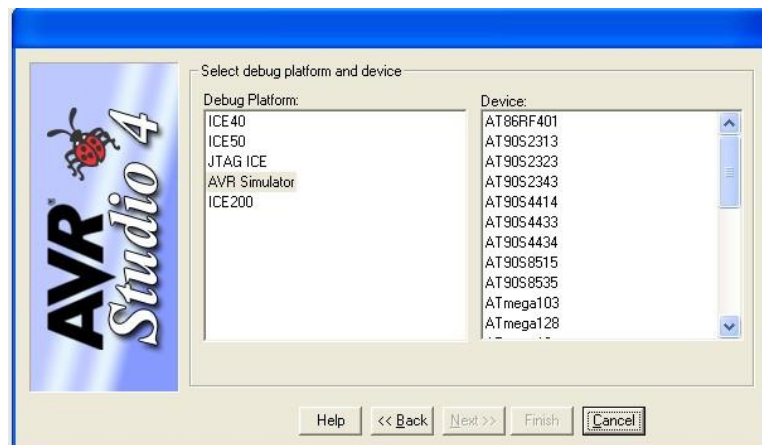 AVR®
Studio 4
Select debug platform and device
Debug Platform:
ICE40
ICE50
JTAG ICE
AVR Simulator
ICE200
Device:
AT86RF401
AT90S2313
AT90S2323
AT90S2343
AT90S4414
AT90S4433
AT90S4434
AT90S8515
AT90S8535
ATmega103
ATmega128
Help
<< Back
Next >>
Finish
Cancel